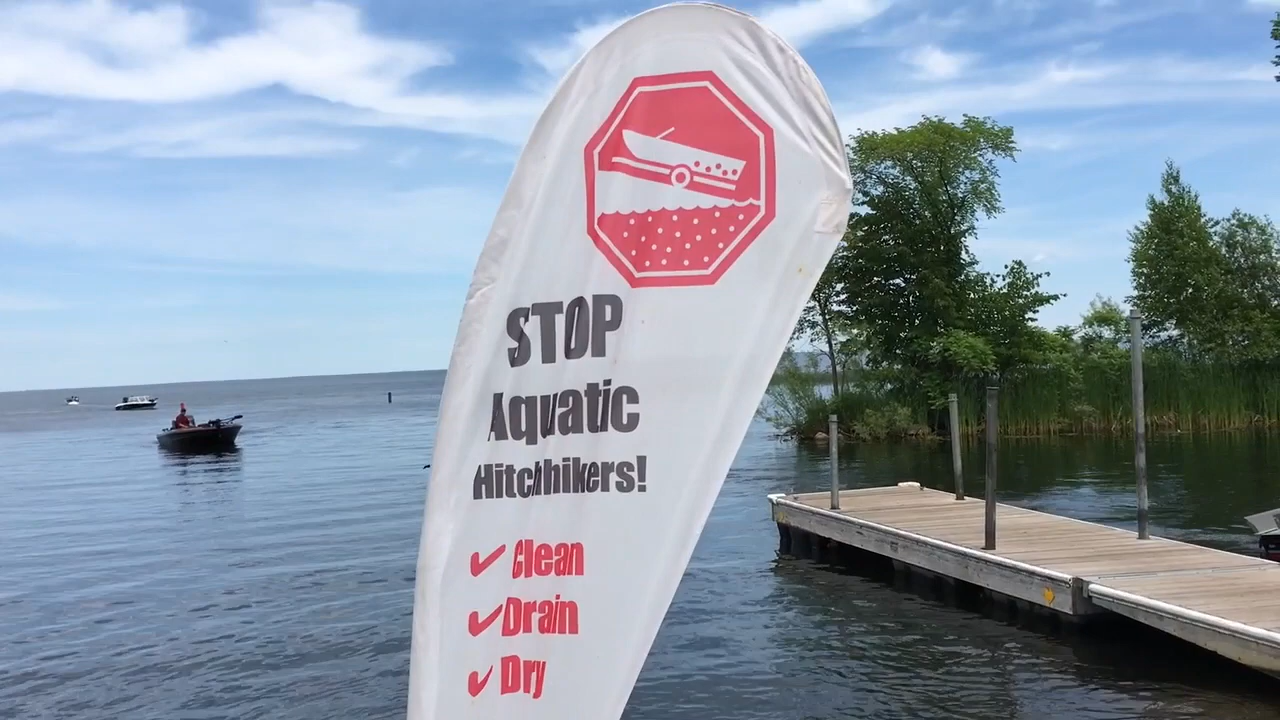 STOP
Aquatic
Hitchhikers!
✓ Clean
✓ Drain
✓ Dry